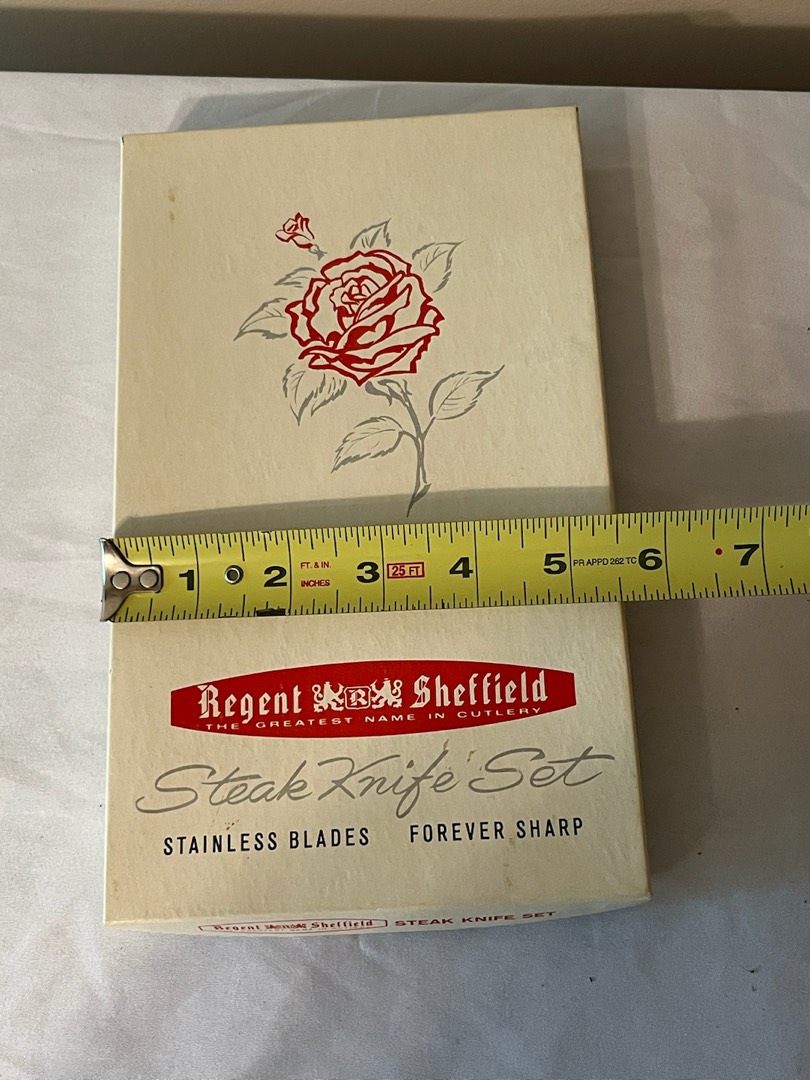 1 2 FT. & IN. INCHES 3 25 FT 4 5 PR APPD 262 TC 6 7
Regent R Sheffield
THE GREATEST NAME IN CUTLERY
Steak Knife Set
STAINLESS BLADES FOREVER SHARP
Regent Sheffield STEAK KNIFE SET